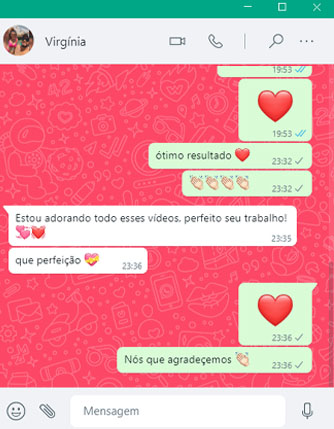 Virgínia
19:53
19:53
ótimo resultado ❤️
23:32
👏🏻👏🏻👏🏻👏🏻
23:32
Estou adorando todo esses vídeos, perfeito seu trabalho!
💘❤️
23:35
que perfeição 💝
23:36
❤️
23:36
Nós que agradeçemos 👏🏻
23:36
Mensagem